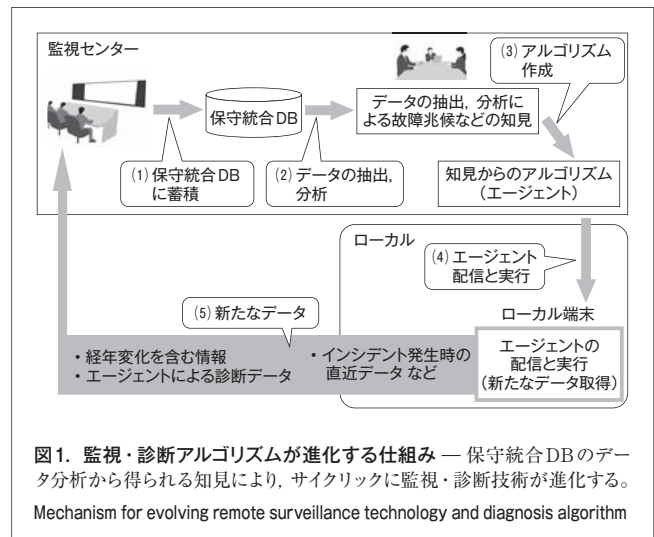 監視センター
(3) アルゴリズム
作成
保守統合DB
データの抽出，分析に
よる故障兆候などの知見
(1) 保守統合DB
に蓄積
(2) データの抽出，
分析
知見からのアルゴリズム
（エージェント）
ローカル
(4) エージェント
配信と実行
(5) 新たなデータ
ローカル端末
・経年変化を含む情報
・エージェントによる診断データ
・インシデント発生時の
直近データ など
エージェントの
配信と実行
（新たなデータ取得）
図1．監視・診断アルゴリズムが進化する仕組み — 保守統合DBのデー
タ分析から得られる知見により，サイクリックに監視・診断技術が進化する。
Mechanism for evolving remote surveillance technology and diagnosis algorithm